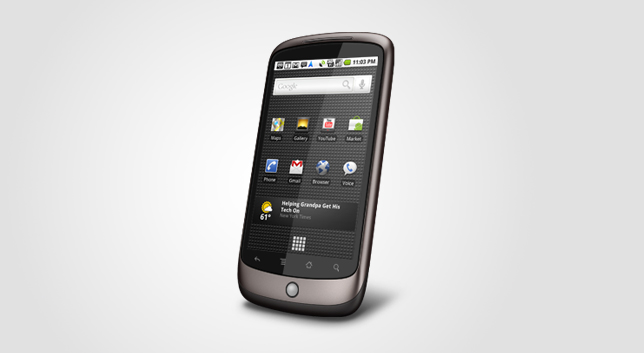 11:03 PM
Google
Maps
Gallery
YouTube
Market
Phone
Gmail
Browser
Voice
Helping Grandpa Get His
Tech On
New York Times
61°